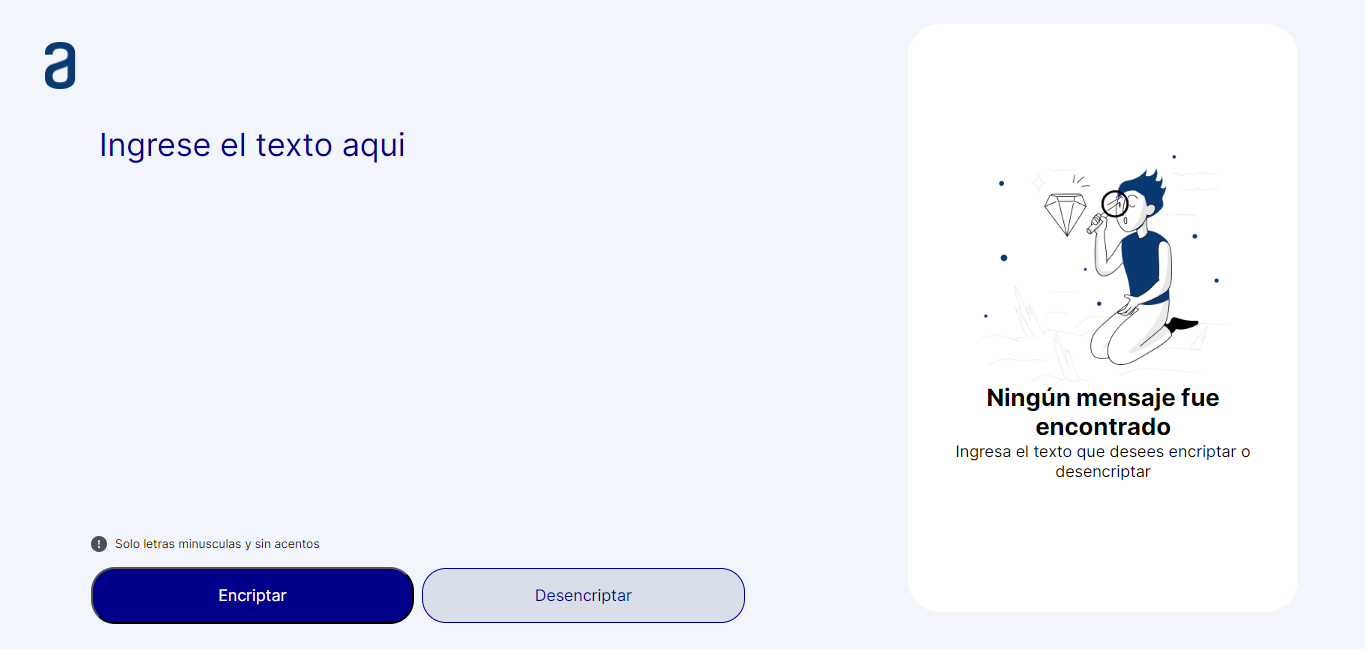 a
Ingrese el texto aqui
Solo letras minusculas y sin acentos
Encriptar
Desencriptar
Ningún mensaje fue
encontrado
Ingresa el texto que desees encriptar o
desencriptar